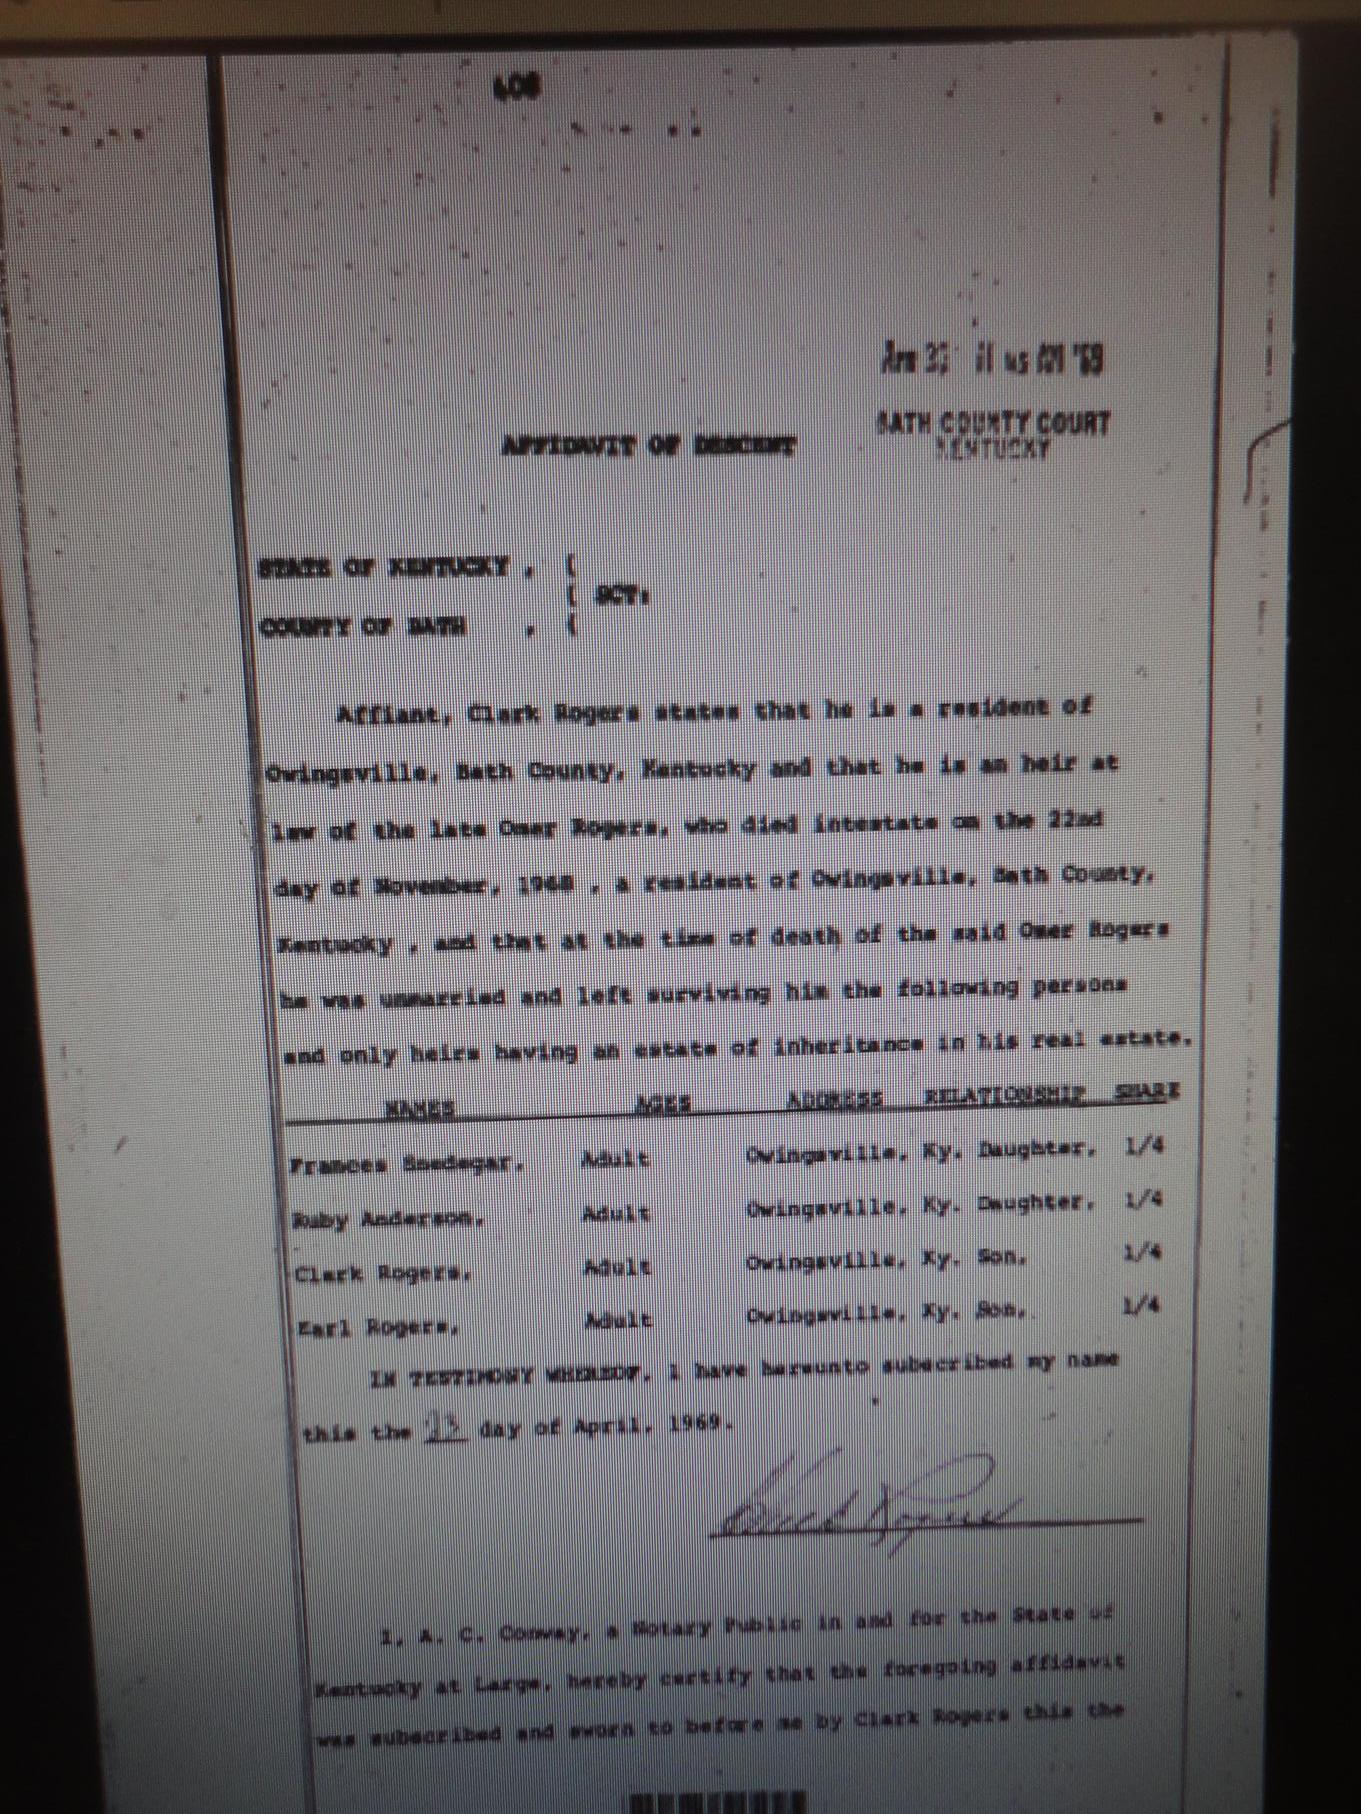 AFFIDAVIT OF DESCENT
BATH COUNTY COURT
KENTUCKY
STATE OF KENTUCKY , (
( SCT:
COUNTY OF BATH , (
Affiant, Clark Rogers states that he is a resident of
Owingsville, Bath County, Kentucky and that he is an heir at
law of the late Omer Rogers, who died intestate on the 22nd
day of November, 1968 , a resident of Owingsville, Bath County,
Kentucky , and that at the time of death of the said Omer Rogers
he was unmarried and left surviving him the following persons
and only heirs having an estate of inheritance in his real estate.
NAMES AGES ADDRESS RELATIONSHIP SHARE
Frances Snedegar, Adult Owingsville, Ky. Daughter, 1/4
Ruby Anderson, Adult Owingsville, Ky. Daughter, 1/4
Clark Rogers, Adult Owingsville, Ky. Son, 1/4
Earl Rogers, Adult Owingsville, Ky. Son, 1/4
IN TESTIMONY WHEREOF, I have hereunto subscribed my name
this the day of April, 1969.
Clark Rogers
I, A. C. Conway, a Notary Public in and for the State of
Kentucky at Large, hereby certify that the foregoing affidavit
was subscribed and sworn to before me by Clark Rogers this the